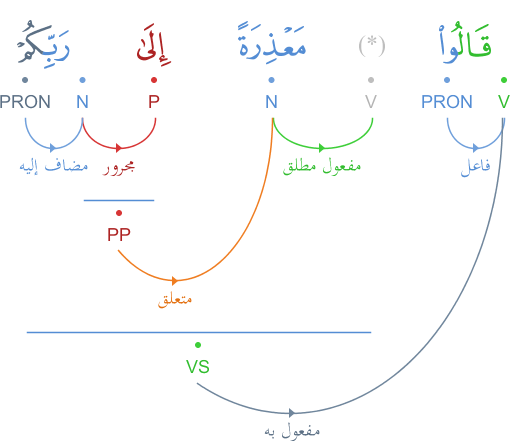 قَالُوا۟ (*) مَعْذِرَةً إِلَىٰ رَبِّكُمْ
V PRON V N P N PRON
فاعل مفعول مطلق مجرور مضاف إليه
PP
متعلق
VS
مفعول به